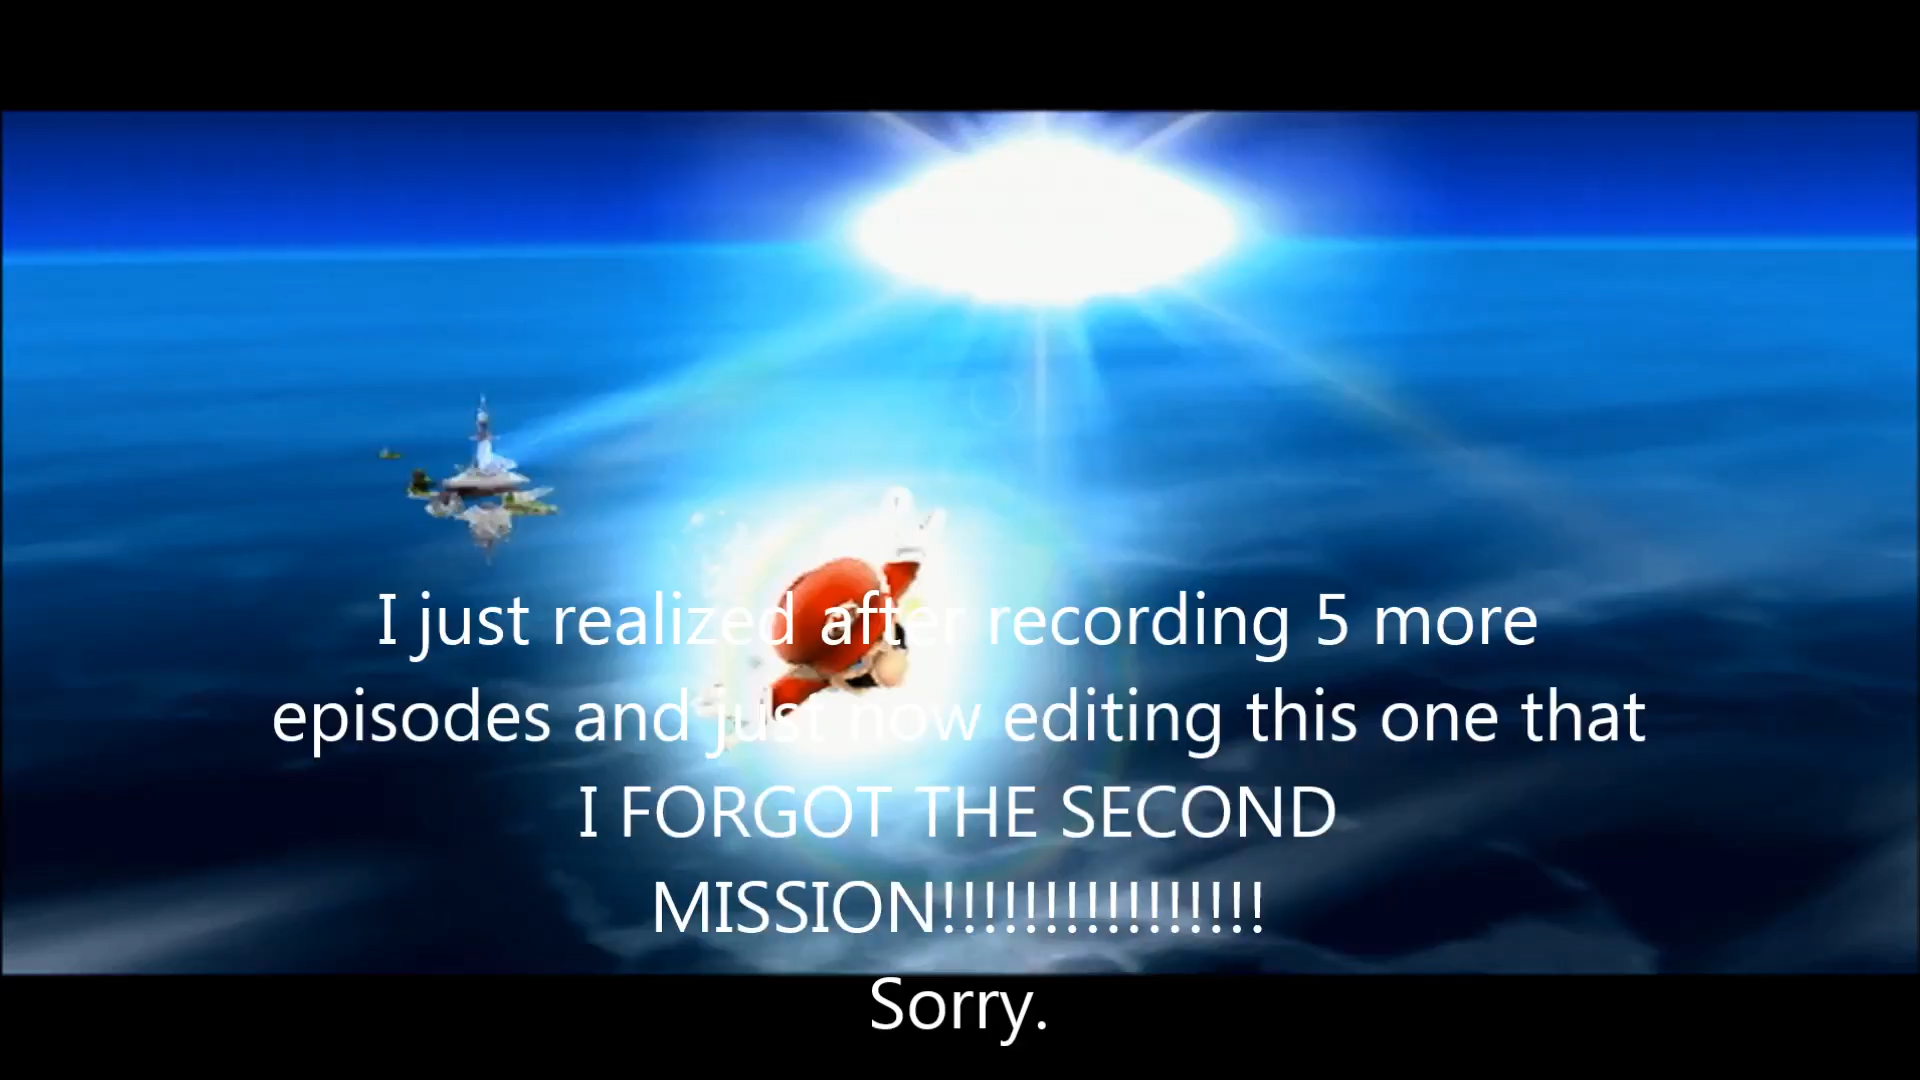 I just realized after recording 5 more
episodes and just now editing this one that
I FORGOT THE SECOND
MISSION!!!!!!!!!!!!!!!!
Sorry.